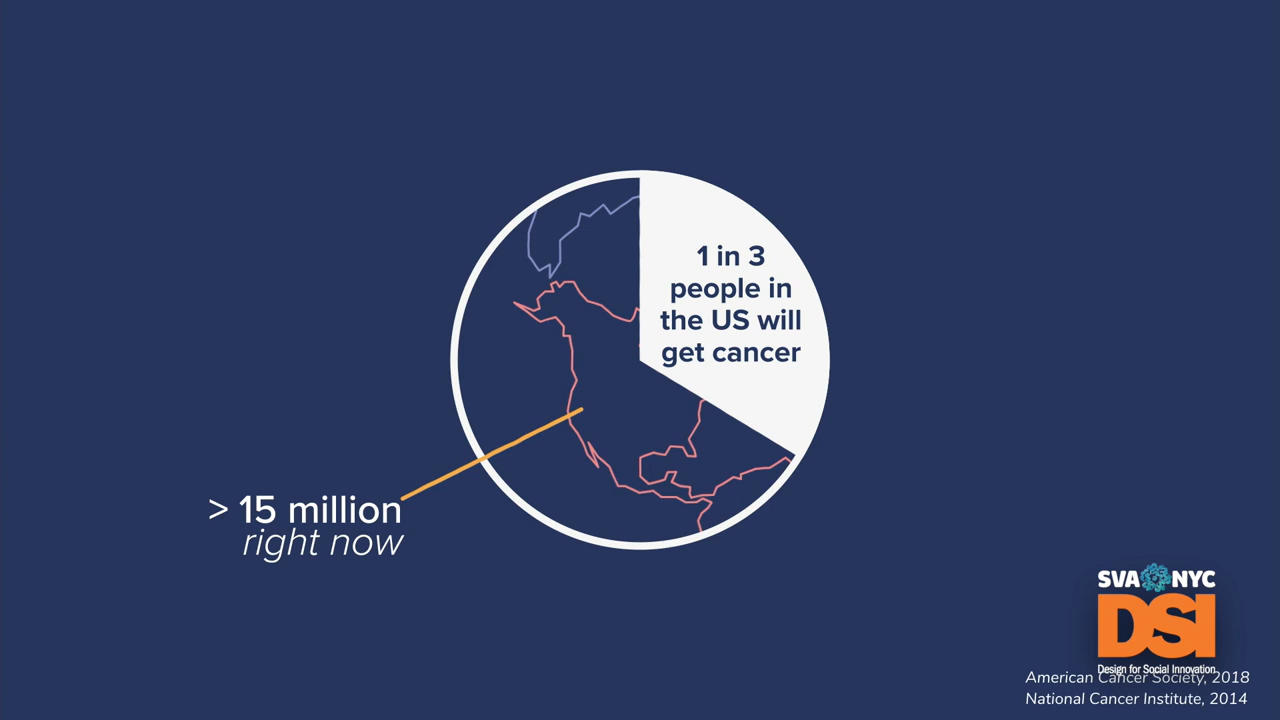 1 in 3
people in
the US will
get cancer
> 15 million
right now
SVA NYC
DSI
Design for Social Innovation
American Cancer Society, 2018
National Cancer Institute, 2014